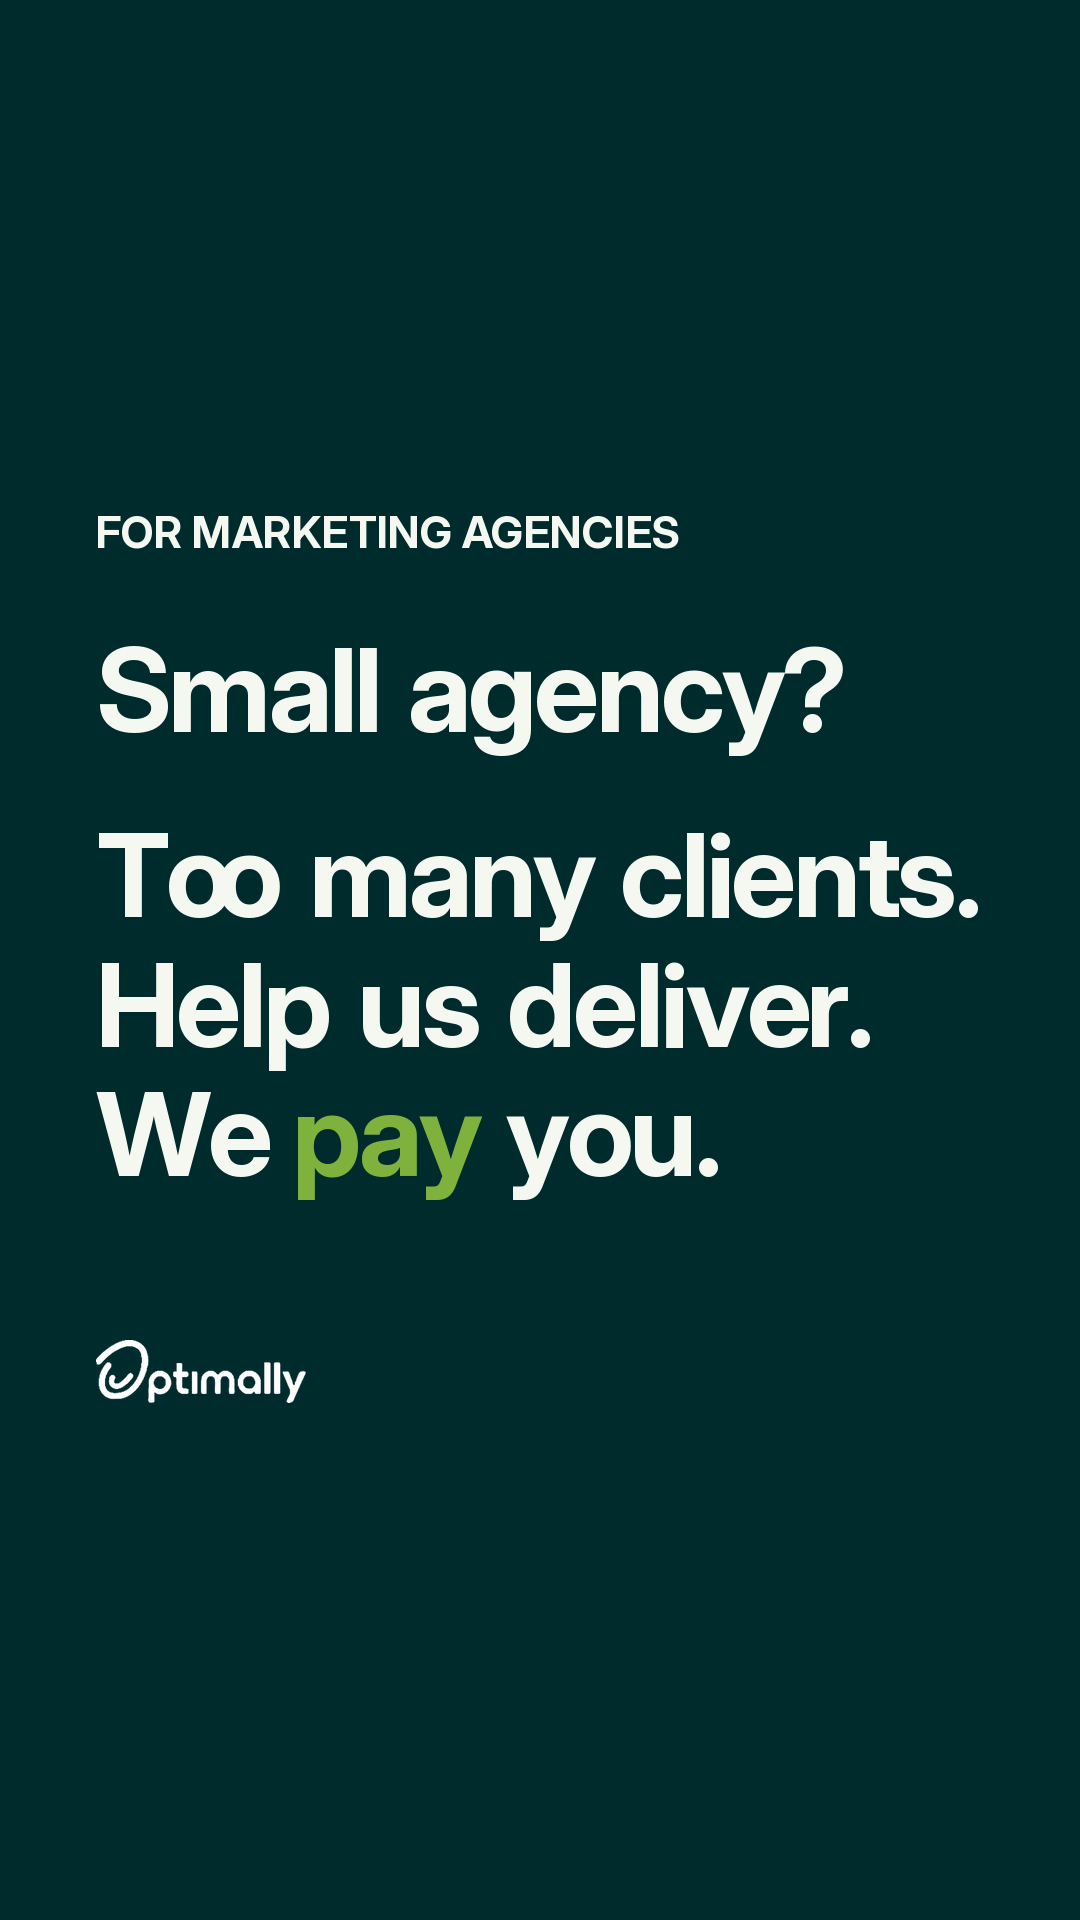 FOR MARKETING AGENCIES
Small agency?
Too many clients.
Help us deliver.
We pay you.
Optimally